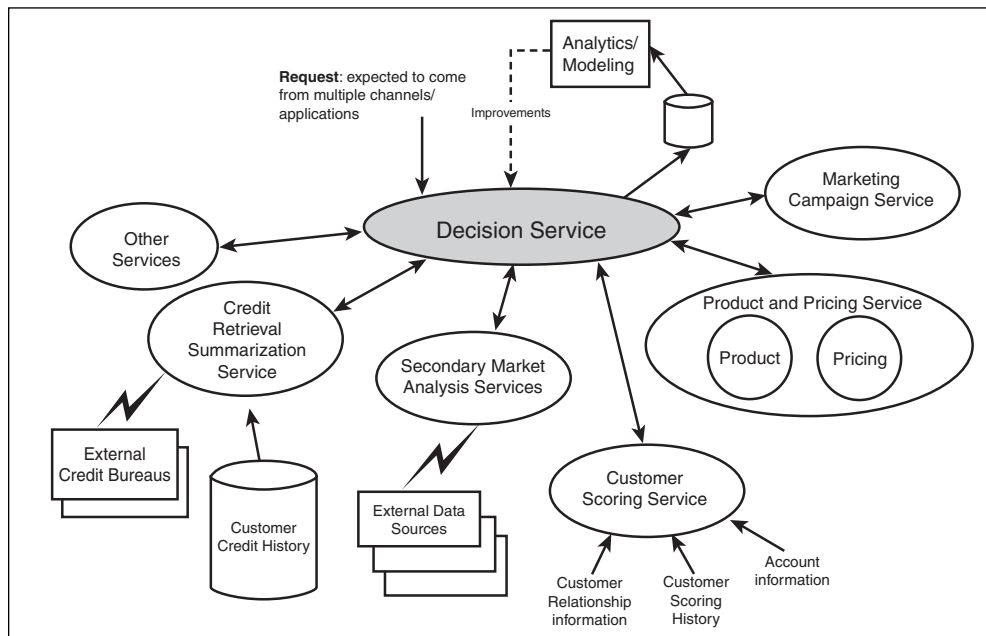 Analytics/
Modeling
Request: expected to come
from multiple channels/
applications
Improvements
Marketing
Campaign Service
Decision Service
Other
Services
Credit
Retrieval
Summarization
Service
Product and Pricing Service
Product
Pricing
Secondary Market
Analysis Services
External
Credit Bureaus
Customer
Credit History
External Data
Sources
Customer
Scoring Service
Customer
Relationship
information
Customer
Scoring
History
Account
information